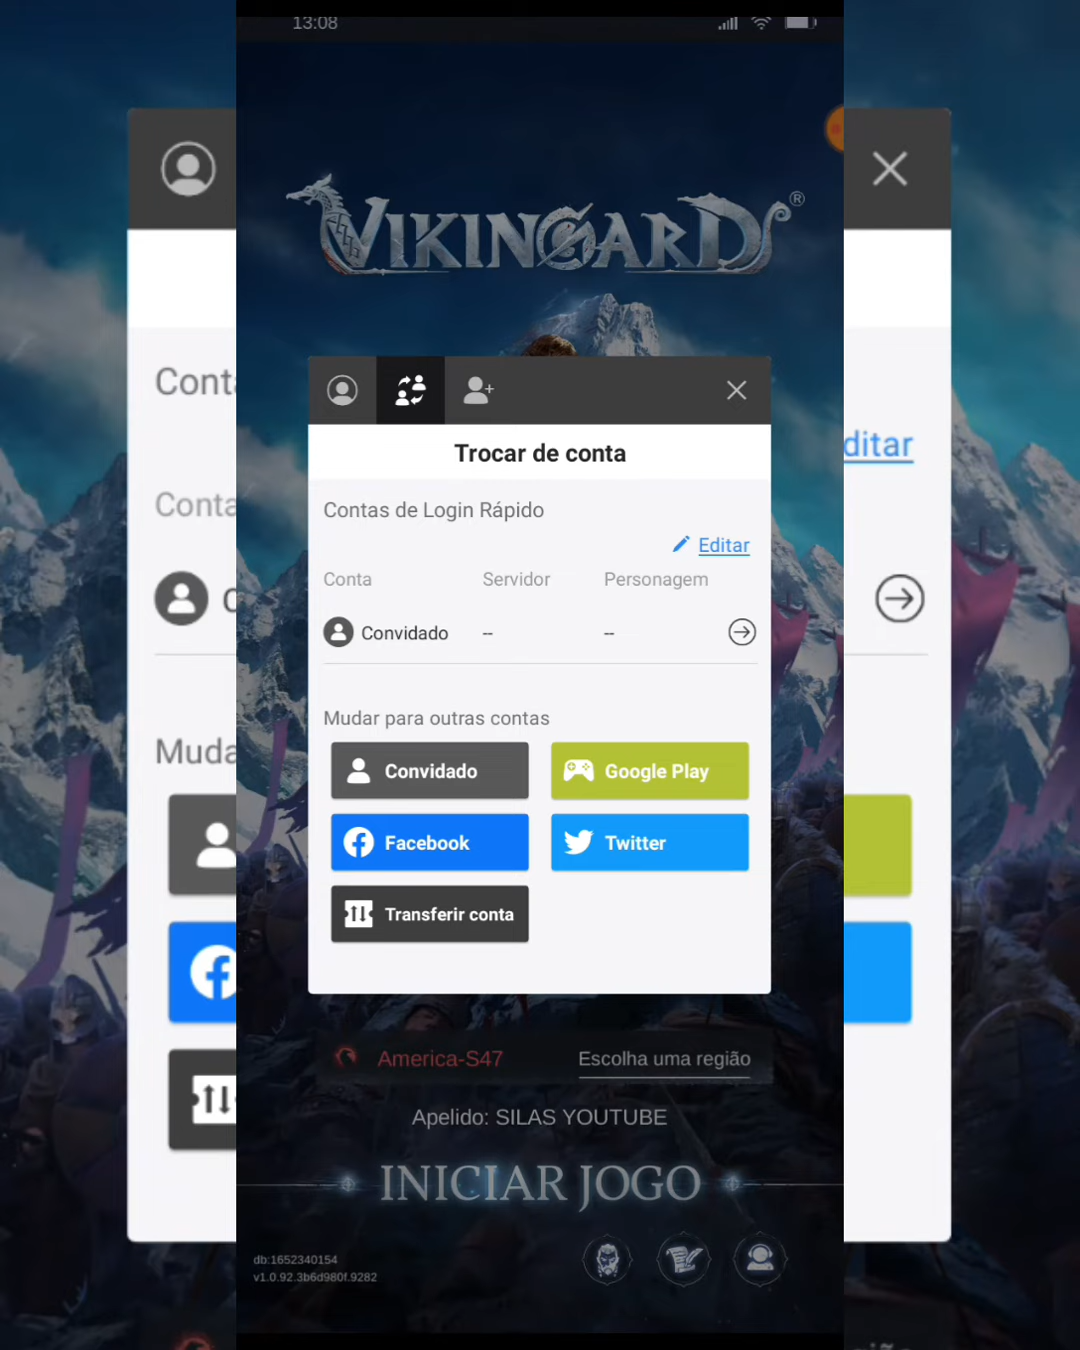 13:08
VIKINGARD®
Trocar de conta
Contas de Login Rápido
Editar
Conta Servidor Personagem
Convidado -- --
Mudar para outras contas
Convidado Google Play
Facebook Twitter
Transferir conta
America-S47 Escolha uma região
Apelido: SILAS YOUTUBE
INICIAR JOGO
db:1652340154
v1.0.92.3b6d980f.9282